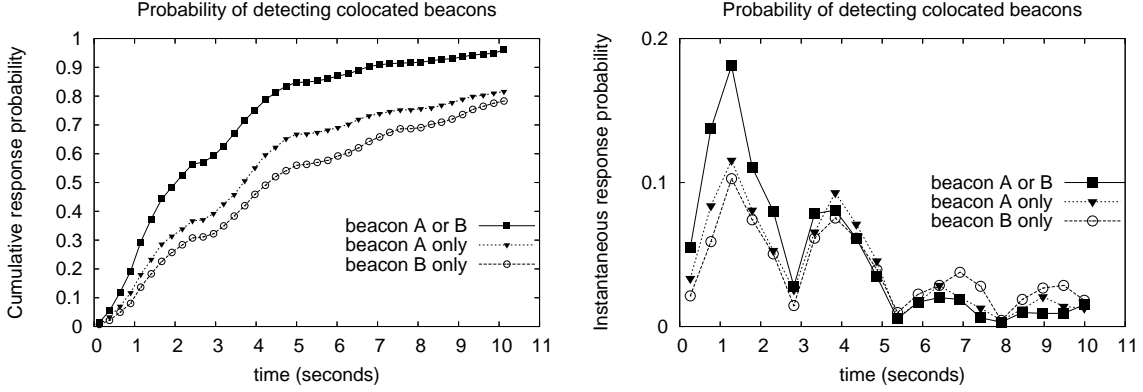 Probability of detecting colocated beacons
Cumulative response probability
1
0.9
0.8
0.7
0.6
0.5
0.4
0.3
0.2
0.1
0
beacon A or B
beacon A only
beacon B only
0 1 2 3 4 5 6 7 8 9 10 11
time (seconds)
Probability of detecting colocated beacons
Instantaneous response probability
0.2
0.1
0
beacon A or B
beacon A only
beacon B only
0 1 2 3 4 5 6 7 8 9 10 11
time (seconds)